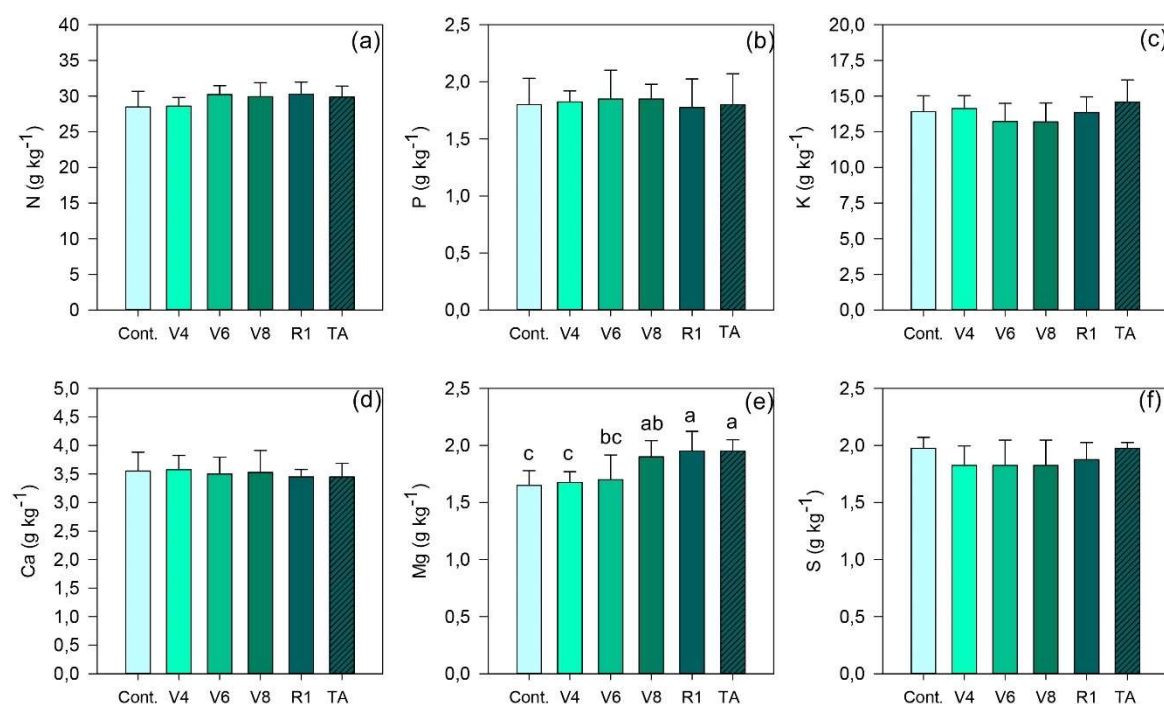 (a)
N (g kg⁻¹)
40
35
30
25
20
15
10
5
0
Cont. V4 V6 V8 R1 TA
(b)
P (g kg⁻¹)
2,5
2,0
1,5
1,0
0,5
0,0
Cont. V4 V6 V8 R1 TA
(c)
K (g kg⁻¹)
20,0
17,5
15,0
12,5
10,0
7,5
5,0
2,5
0,0
Cont. V4 V6 V8 R1 TA
(d)
Ca (g kg⁻¹)
5,0
4,5
4,0
3,5
3,0
2,5
2,0
1,5
1,0
0,5
0,0
Cont. V4 V6 V8 R1 TA
(e)
Mg (g kg⁻¹)
2,5
2,0
1,5
1,0
0,5
0,0
c c bc ab a a
Cont. V4 V6 V8 R1 TA
(f)
S (g kg⁻¹)
2,5
2,0
1,5
1,0
0,5
0,0
Cont. V4 V6 V8 R1 TA